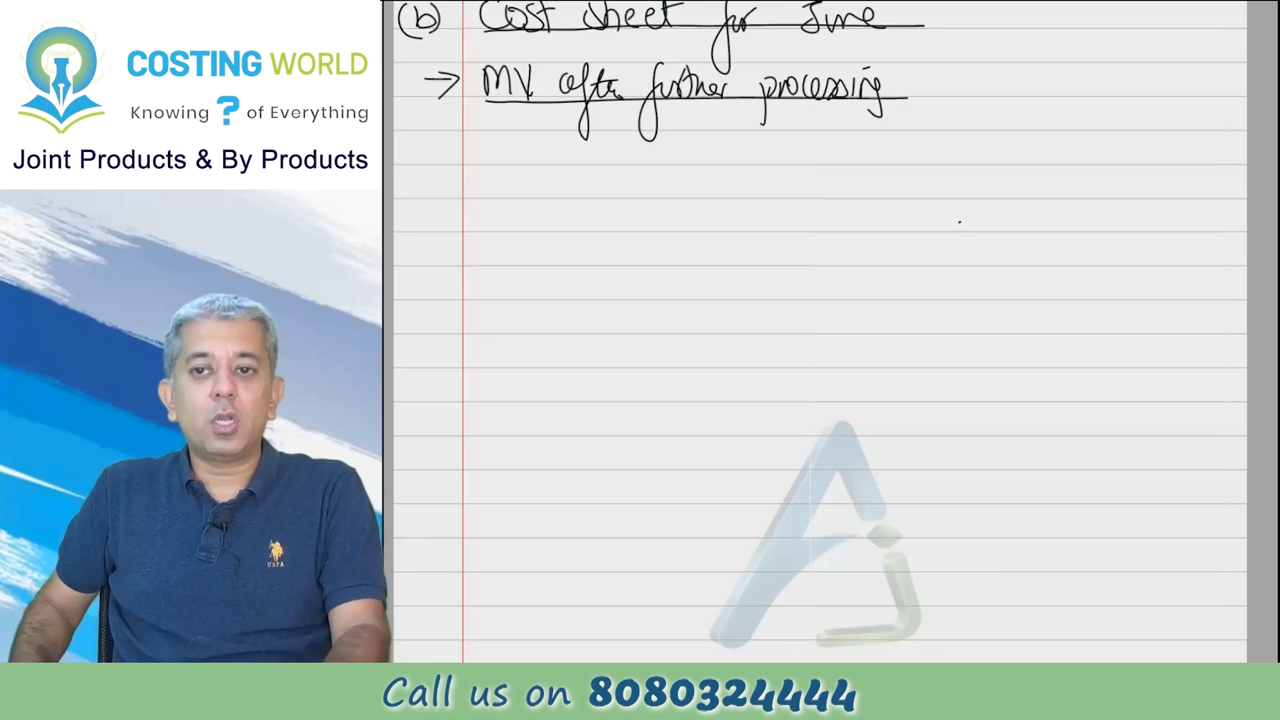 COSTING WORLD
Knowing ? of Everything
Joint Products & By Products
(b) Cost sheet for June
→ MV after further processing
USPA
Call us on 8080324444